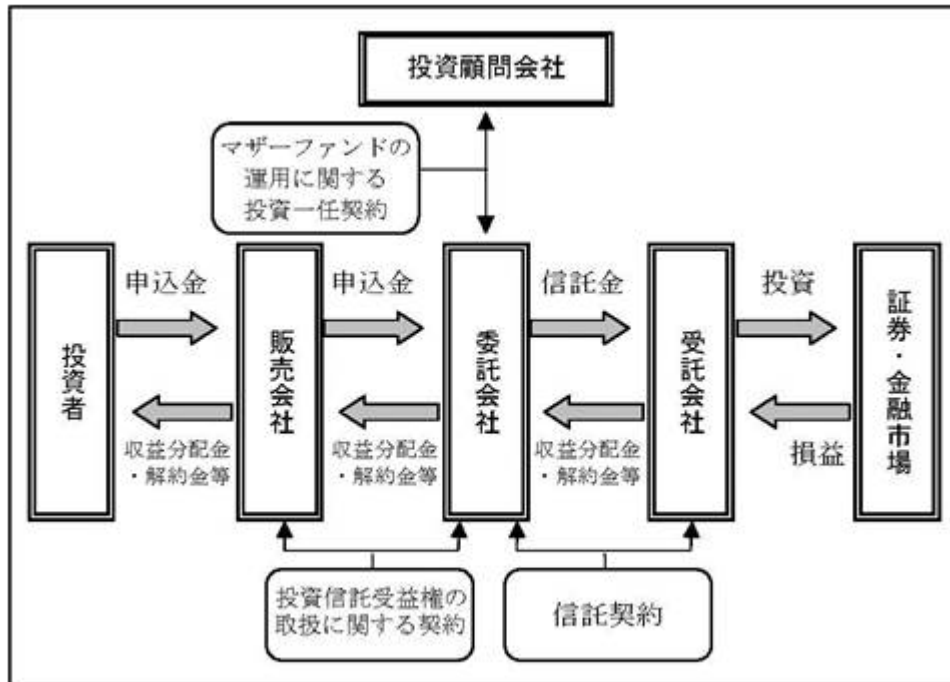 投資顧問会社
マザーファンドの
運用に関する
投資一任契約
投資者
申込金
収益分配金
・解約金等
販売会社
申込金
収益分配金
・解約金等
委託会社
信託金
収益分配金
・解約金等
受託会社
投資
損益
証券・金融市場
投資信託受益権の
取扱に関する契約
信託契約